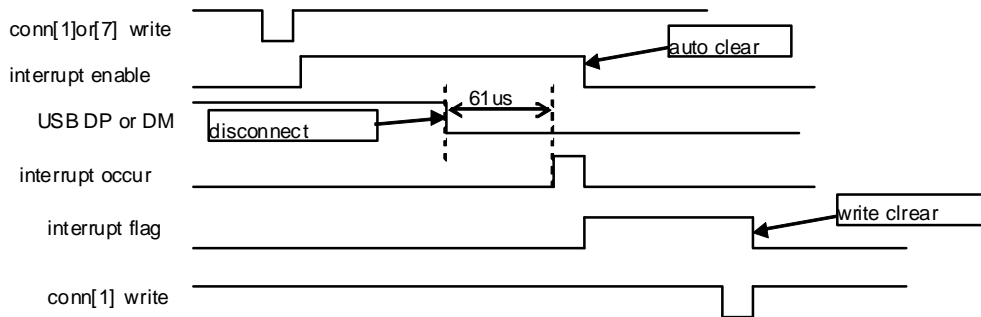 conn[1]or[7] write
auto clear
interrupt enable
61us
USB DP or DM
disconnect
interrupt occur
write clrear
interrupt flag
conn[1] write